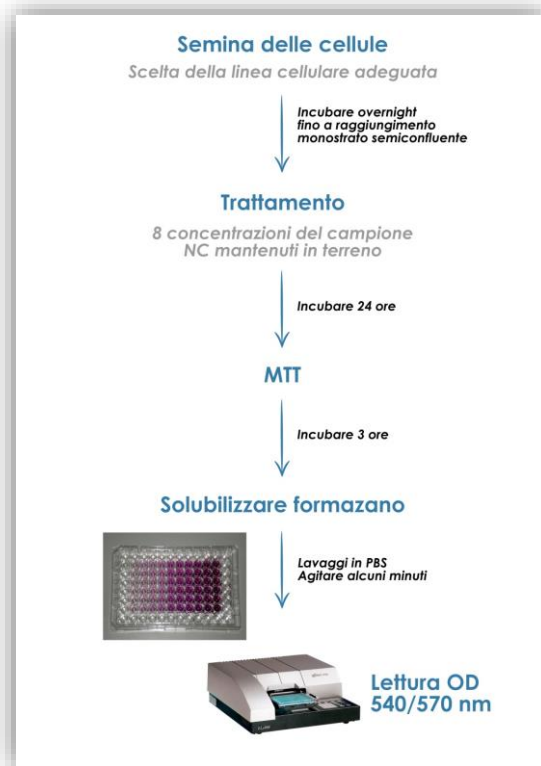 Semina delle cellule
Scelta della linea cellulare adeguata
Incubare overnight
fino a raggiungimento
monostrato semiconfluente
Trattamento
8 concentrazioni del campione
NC mantenuti in terreno
Incubare 24 ore
MTT
Incubare 3 ore
Solubilizzare formazano
Lavaggi in PBS
Agitare alcuni minuti
Lettura OD
540/570 nm